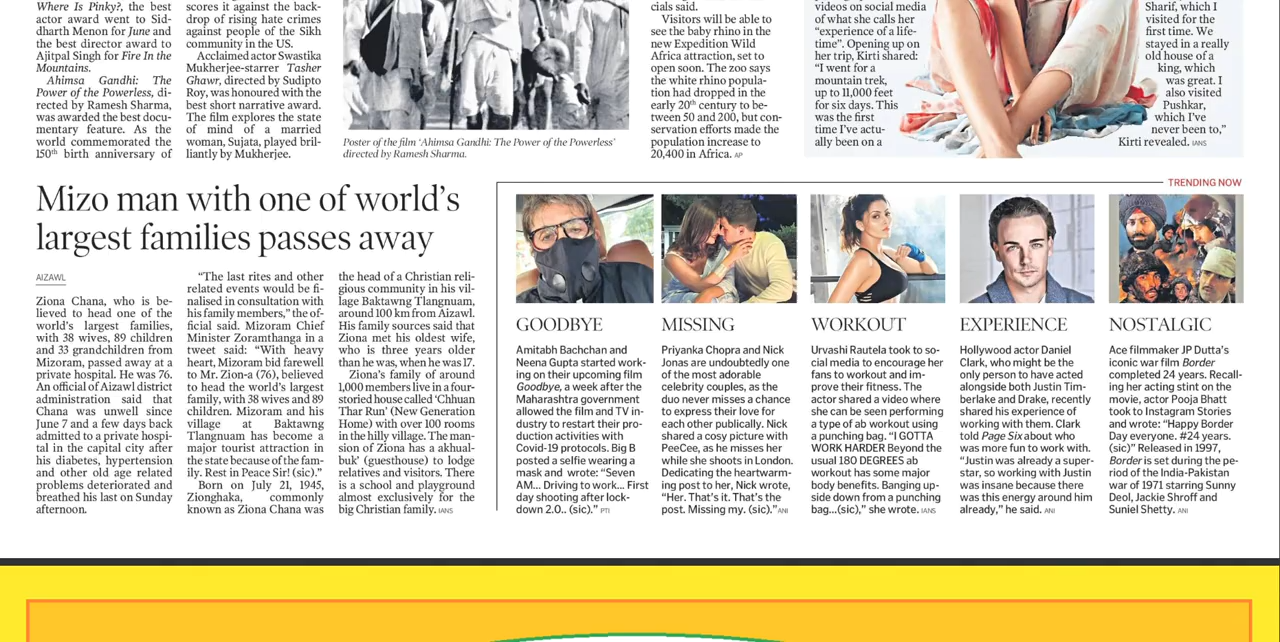 Where Is Pinky?, the best
actor award went to Sid-
dharth Menon for June and
the best director award to
Ajitpal Singh for Fire In the
Mountains.
Ahimsa Gandhi: The
Power of the Powerless, di-
rected by Ramesh Sharma,
was awarded the best docu-
mentary feature. As the
world commemorated the
150th birth anniversary of
scores it against the back-
drop of rising hate crimes
against people of the Sikh
community in the US.
Acclaimed actor Swastika
Mukherjee-starrer Tasher
Ghawr, directed by Sudipto
Roy, was honoured with the
best short narrative award.
The film explores the state
of mind of a married
woman, Sujata, played bril-
liantly by Mukherjee.
Poster of the film ‘Ahimsa Gandhi: The Power of the Powerless’
directed by Ramesh Sharma.
cials said.
Visitors will be able to
see the baby rhino in the
new Expedition Wild
Africa attraction, set to
open soon. The zoo says
the white rhino popula-
tion had dropped in the
early 20th century to be-
tween 50 and 200, but con-
servation efforts made the
population increase to
20,400 in Africa. AP
videos on social media
of what she calls her
“experience of a life-
time”. Opening up on
her trip, Kirti shared:
“I went for a
mountain trek,
up to 11,000 feet
for six days. This
was the first
time I’ve actu-
ally been on a
Sharif, which I
visited for the
first time. We
stayed in a really
old house of a
king, which
was great. I
also visited
Pushkar,
which I’ve
never been to,”
Kirti revealed. IANS
Mizo man with one of world’s
largest families passes away
AIZAWL
Ziona Chana, who is be-
lieved to head one of the
world’s largest families,
with 38 wives, 89 children
and 33 grandchildren from
Mizoram, passed away at a
private hospital. He was 76.
An official of Aizawl district
administration said that
Chana was unwell since
June 7 and a few days back
admitted to a private hospi-
tal in the capital city after
his diabetes, hypertension
and other old age related
problems deteriorated and
breathed his last on Sunday
afternoon.
“The last rites and other
related events would be fi-
nalised in consultation with
his family members,” the of-
ficial said. Mizoram Chief
Minister Zoramthanga in a
tweet said: “With heavy
heart, Mizoram bid farewell
to Mr. Zion-a (76), believed
to head the world’s largest
family, with 38 wives and 89
children. Mizoram and his
village at Baktawng
Tlangnuam has become a
major tourist attraction in
the state because of the fam-
ily. Rest in Peace Sir! (sic).”
Born on July 21, 1945,
Zionghaka, commonly
known as Ziona Chana was
the head of a Christian reli-
gious community in his vil-
lage Baktawng Tlangnuam,
around 100 km from Aizawl.
His family sources said that
Ziona met his oldest wife,
who is three years older
than he was, when he was 17.
Ziona’s family of around
1,000 members live in a four-
storied house called ‘Chhuan
Thar Run’ (New Generation
Home) with over 100 rooms
in the hilly village. The man-
sion of Ziona has a akhual-
buk’ (guesthouse) to lodge
relatives and visitors. There
is a school and playground
almost exclusively for the
big Christian family. IANS
TRENDING NOW
GOODBYE
Amitabh Bachchan and
Neena Gupta started work-
ing on their upcoming film
Goodbye, a week after the
Maharashtra government
allowed the film and TV in-
dustry to restart their pro-
duction activities with
Covid-19 protocols. Big B
posted a selfie wearing a
mask and wrote: “Seven
AM... Driving to work... First
day shooting after lock-
down 2.0.. (sic).” PTI
MISSING
Priyanka Chopra and Nick
Jonas are undoubtedly one
of the most adorable
celebrity couples, as the
duo never misses a chance
to express their love for
each other publically. Nick
shared a cosy picture with
PeeCee, as he misses her
while she shoots in London.
Dedicating the heartwarm-
ing post to her, Nick wrote,
“Her. That’s it. That’s the
post. Missing my. (sic).” ANI
WORKOUT
Urvashi Rautela took to so-
cial media to encourage her
fans to workout and im-
prove their fitness. The
actor shared a video where
she can be seen performing
a type of ab workout using
a punching bag. “I GOTTA
WORK HARDER Beyond the
usual 180 DEGREES ab
workout has some major
body benefits. Banging up-
side down from a punching
bag...(sic),” she wrote. IANS
EXPERIENCE
Hollywood actor Daniel
Clark, who might be the
only person to have acted
alongside both Justin Tim-
berlake and Drake, recently
shared his experience of
working with them. Clark
told Page Six about who
was more fun to work with.
“Justin was already a super-
star, so working with Justin
was insane because there
was this energy around him
already,” he said. ANI
NOSTALGIC
Ace filmmaker JP Dutta’s
iconic war film Border
completed 24 years. Recall-
ing her acting stint on the
movie, actor Pooja Bhatt
took to Instagram Stories
and wrote: “Happy Border
Day everyone. #24 years.
(sic)” Released in 1997,
Border is set during the pe-
riod of the India-Pakistan
war of 1971 starring Sunny
Deol, Jackie Shroff and
Suniel Shetty. ANI